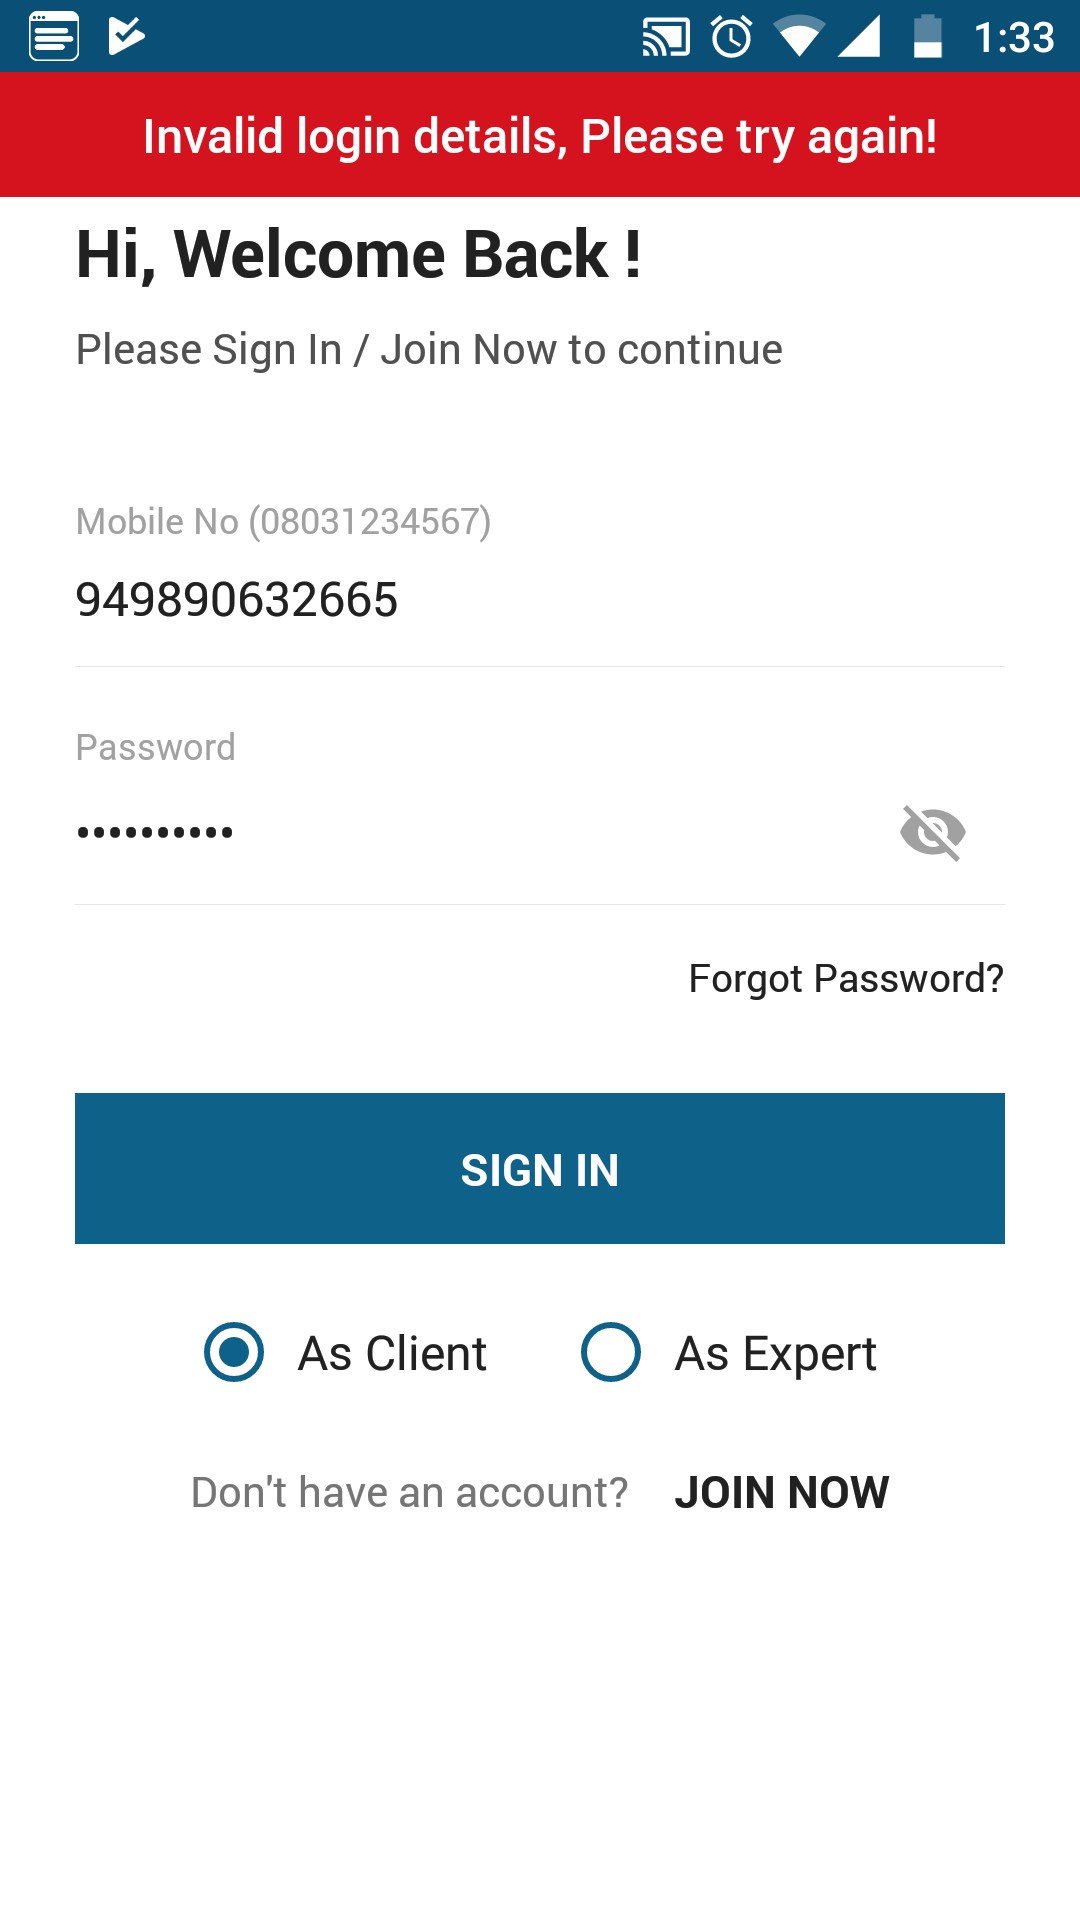 1:33
Invalid login details, Please try again!
Hi, Welcome Back !
Please Sign In / Join Now to continue
Mobile No (08031234567)
949890632665
Password
••••••••••
Forgot Password?
SIGN IN
As Client As Expert
Don't have an account? JOIN NOW